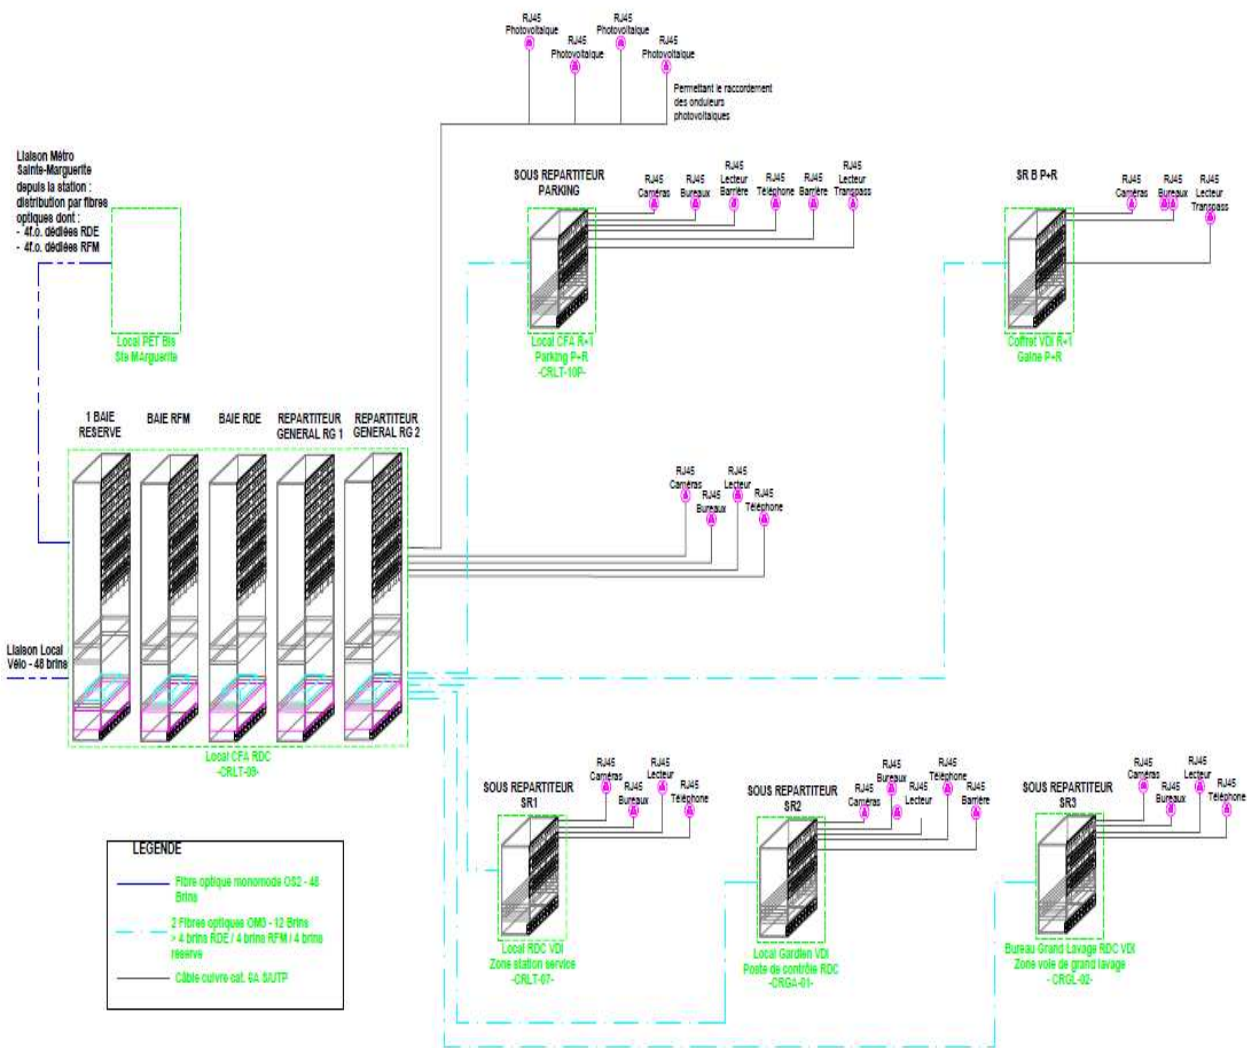 RJ45
Photovoltaïque
RJ45
Photovoltaïque
RJ45
Photovoltaïque
RJ45
Photovoltaïque
Permettant le raccordement
des onduleurs
photovoltaïques
Liaison Métro
Sainte-Marguerite
depuis la station :
distribution par fibres
optiques dont :
- 4f.o. dédiées RDE
- 4f.o. dédiées RFM
Local PET Bis
Ste MArguerite
SOUS REPARTITEUR
PARKING
RJ45
Caméras
RJ45
Bureaux
RJ45
Lecteur
Barrière
RJ45
Téléphone
RJ45
Barrière
RJ45
Lecteur
Transpass
Local CFA R+1
Parking P+R
-CRLT-10P-
SR B P+R
RJ45
Caméras
RJ45
Bureaux
RJ45
Lecteur
Transpass
Coffret VDI R+1
Gaine P+R
1 BAIE
RESERVE
BAIE RFM
BAIE RDE
REPARTITEUR
GENERAL RG 1
REPARTITEUR
GENERAL RG 2
RJ45
Caméras
RJ45
Bureaux
RJ45
Lecteur
RJ45
Téléphone
Liaison Local
Vélo - 48 brins
Local CFA RDC
SOUS REPARTITEUR
SR1
RJ45
Caméras
RJ45
Bureaux
RJ45
Lecteur
RJ45
Téléphone
Local RDC VDI
Zone station service
-CRLT-07-
SOUS REPARTITEUR
SR2
RJ45
Caméras
RJ45
Bureaux
RJ45
Lecteur
RJ45
Téléphone
RJ45
Barrière
Local Gardien VDI
Poste de contrôle RDC
-CRGA-01-
SOUS REPARTITEUR
SR3
RJ45
Caméras
RJ45
Bureaux
RJ45
Lecteur
RJ45
Téléphone
Bureau Grand Lavage RDC VDI
Zone voie de grand lavage
- CRGL-02-
LEGENDE
Fibre optique monomode OS2 - 48
Brins
2 Fibres optiques OM3 - 12 Brins
> 4 brins RDE / 4 brins RFM / 4 brins
reserve
Câble cuivre cat. 6A S/UTP